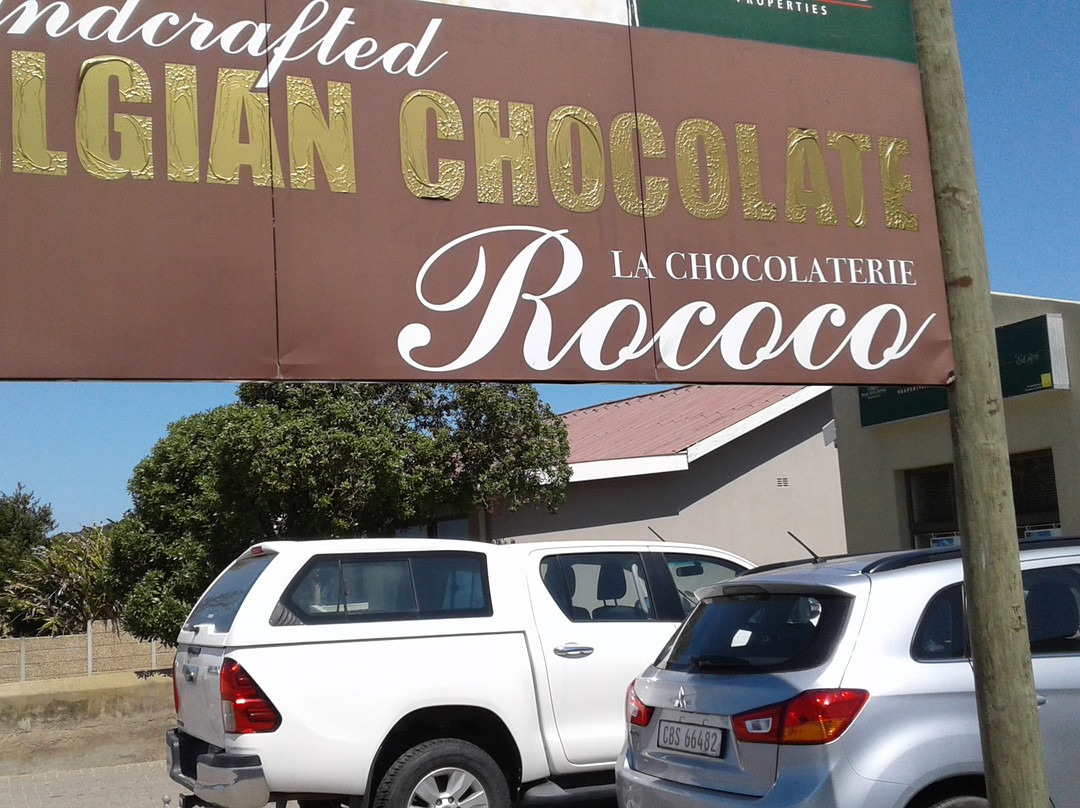 ndcrafted
LGIAN CHOCOLATE
LA CHOCOLATERIE
Rococo
PROPERTIES
CBS 66482